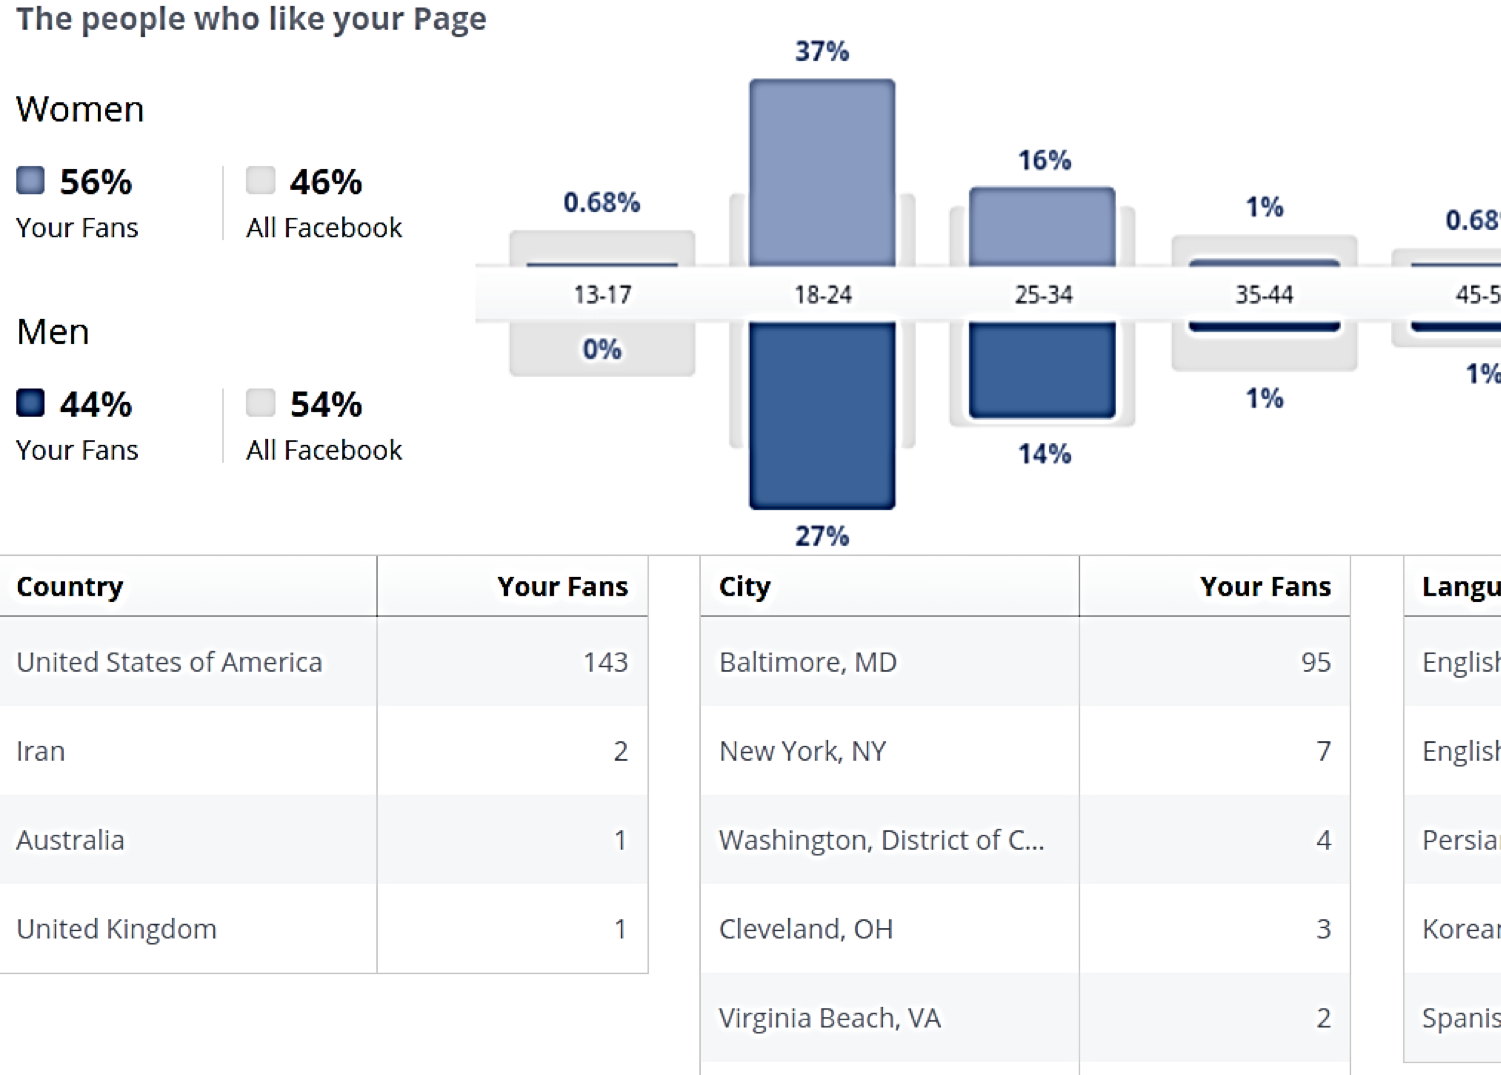 The people who like your Page
Women
56%
Your Fans
46%
All Facebook
Men
44%
Your Fans
54%
All Facebook
0.68% 37% 16% 1% 0.68
13-17 18-24 25-34 35-44 45-5
0% 27% 14% 1% 1%
Country Your Fans
United States of America 143
Iran 2
Australia 1
United Kingdom 1
City Your Fans
Baltimore, MD 95
New York, NY 7
Washington, District of C... 4
Cleveland, OH 3
Virginia Beach, VA 2
Langu
English
English
Persia
Korea
Spanis